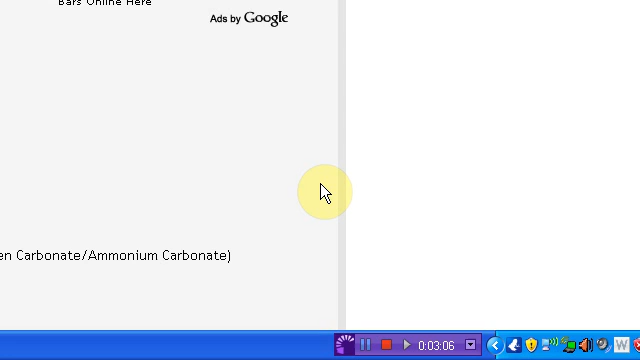 Bars Online Here
Ads by Google
en Carbonate/Ammonium Carbonate)
0:03:06
W